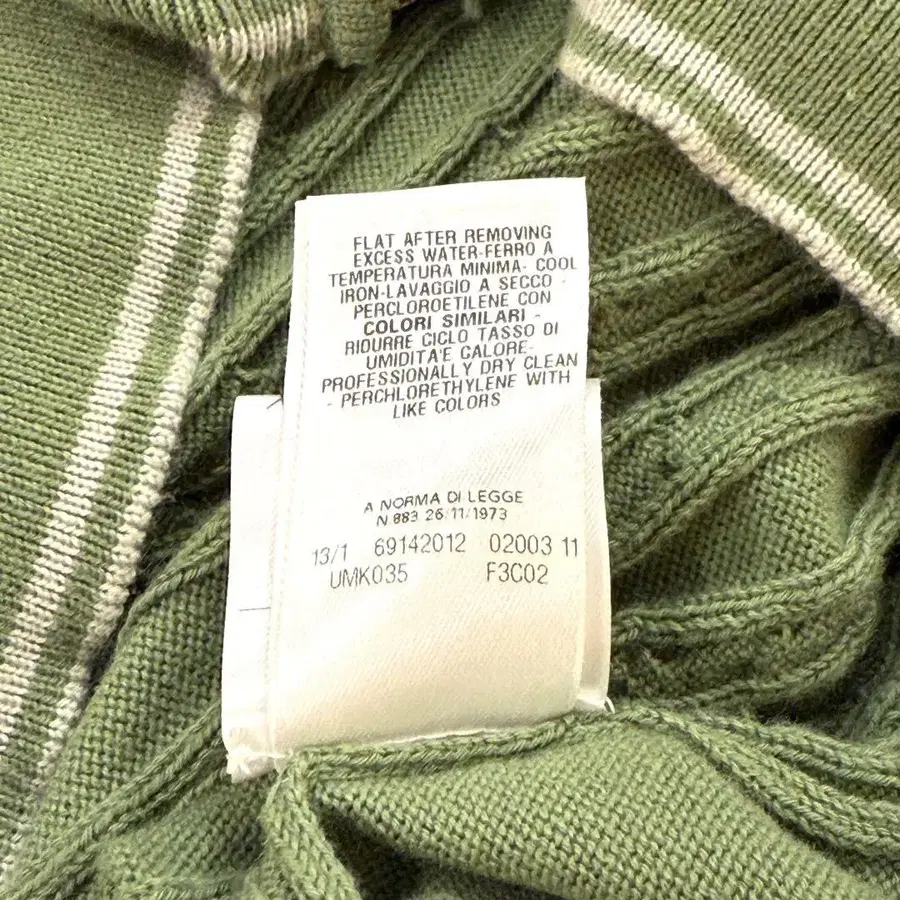 FLAT AFTER REMOVING
EXCESS WATER-FERRO A
TEMPERATURA MINIMA- COOL
IRON-LAVAGGIO A SECCO -
PERCLOROETILENE CON
COLORI SIMILARI -
RIDURRE CICLO TASSO DI
UMIDITA'E CALORE-
PROFESSIONALLY DRY CLEAN
- PERCHLORETHYLENE WITH
LIKE COLORS
A NORMA DI LEGGE
N 883 26/11/1973
13/1 69142012 02003 11
UMK035 F3C02